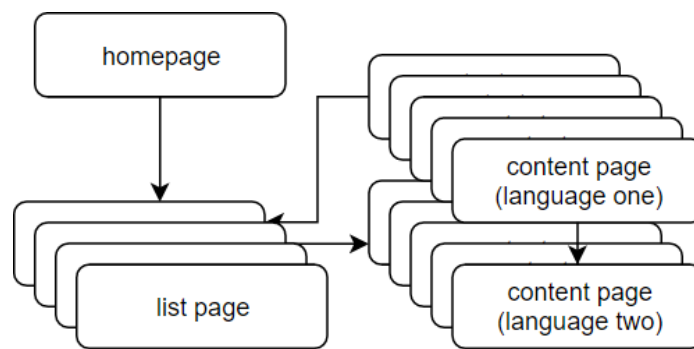 homepage
content page
(language one)
list page
content page
(language two)